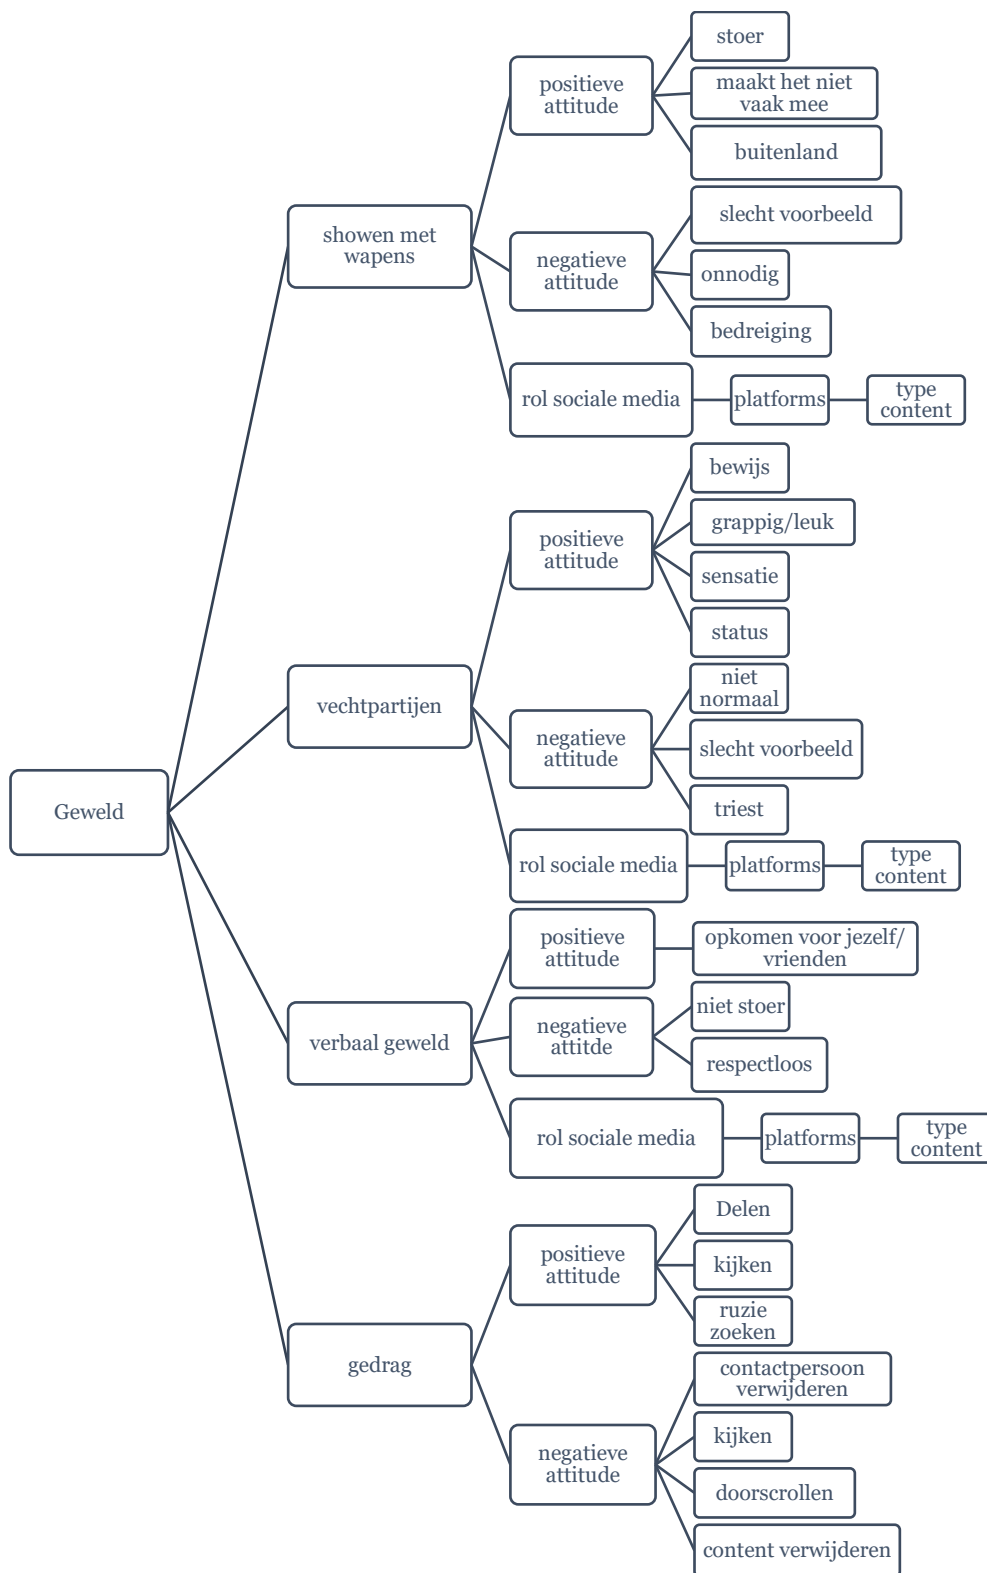 Geweld
showen met
wapens
positieve
attitude
stoer
maakt het niet
vaak mee
buitenland
negatieve
attitude
slecht voorbeeld
onnodig
bedreiging
rol sociale media
platforms
type
content
vechtpartijen
positieve
attitude
bewijs
grappig/leuk
sensatie
status
negatieve
attitude
niet
normaal
slecht voorbeeld
triest
rol sociale media
platforms
type
content
verbaal geweld
positieve
attitude
opkomen voor jezelf/
vrienden
negatieve
attitde
niet stoer
respectloos
rol sociale media
platforms
type
content
gedrag
positieve
attitude
Delen
kijken
ruzie
zoeken
negatieve
attitude
contactpersoon
verwijderen
kijken
doorscrollen
content verwijderen